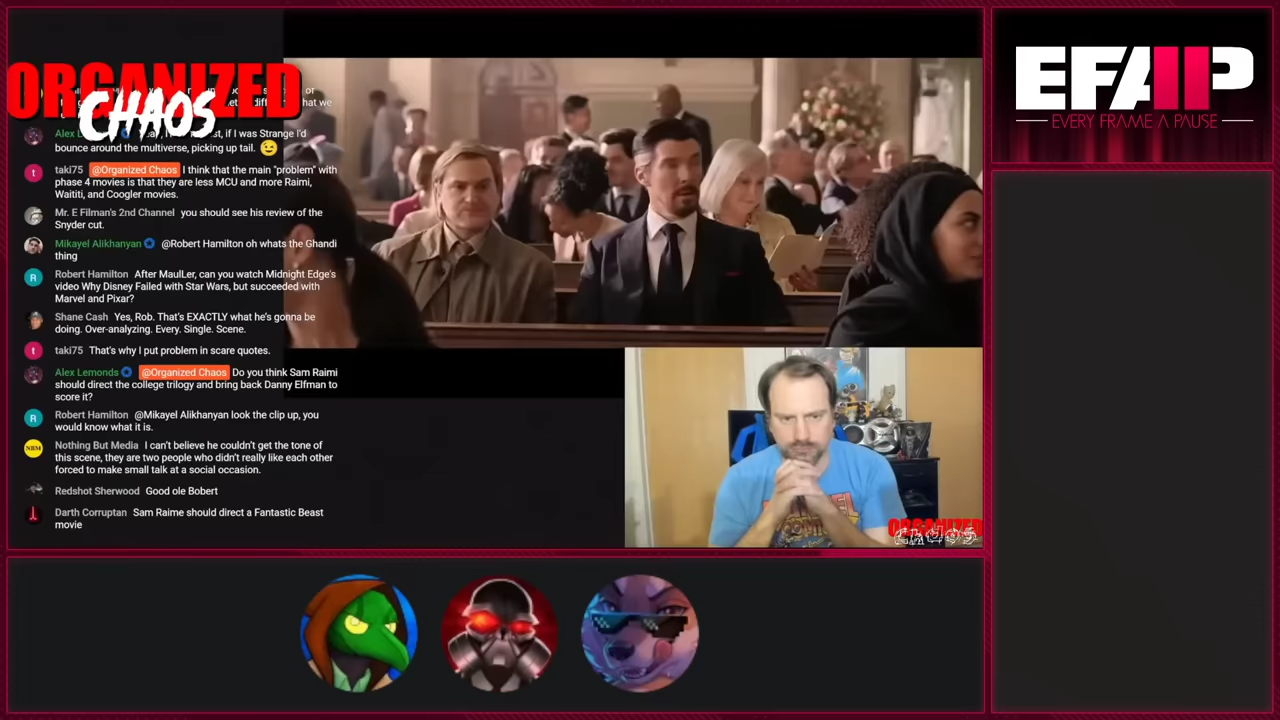 ORGANIZED
CHAOS
if I was Strange I'd
bounce around the multiverse, picking up tail. 😉
taki75 @Organized Chaos I think that the main "problem" with
phase 4 movies is that they are less MCU and more Raimi,
Waititi, and Coogler movies.
Mr. E Filman's 2nd Channel you should see his review of the
Snyder cut.
Mikayel Alikhanyan @Robert Hamilton oh whats the Ghandi
thing
Robert Hamilton After MaulLer, can you watch Midnight Edge's
video Why Disney Failed with Star Wars, but succeeded with
Marvel and Pixar?
Shane Cash Yes, Rob. That's EXACTLY what he's gonna be
doing. Over-analyzing. Every. Single. Scene.
taki75 That's why I put problem in scare quotes.
Alex Lemonds @Organized Chaos Do you think Sam Raimi
should direct the college trilogy and bring back Danny Elfman to
score it?
Robert Hamilton @Mikayel Alikhanyan look the clip up, you
would know what it is.
Nothing But Media I can't believe he couldn't get the tone of
this scene, they are two people who didn't really like each other
forced to make small talk at a social occasion.
Redshot Sherwood Good ole Bobert
Darth Corruptan Sam Raime should direct a Fantastic Beast
movie
EFAP
EVERY FRAME A PAUSE
ORGANIZED
CHAOS
t
R
t
R
NBM